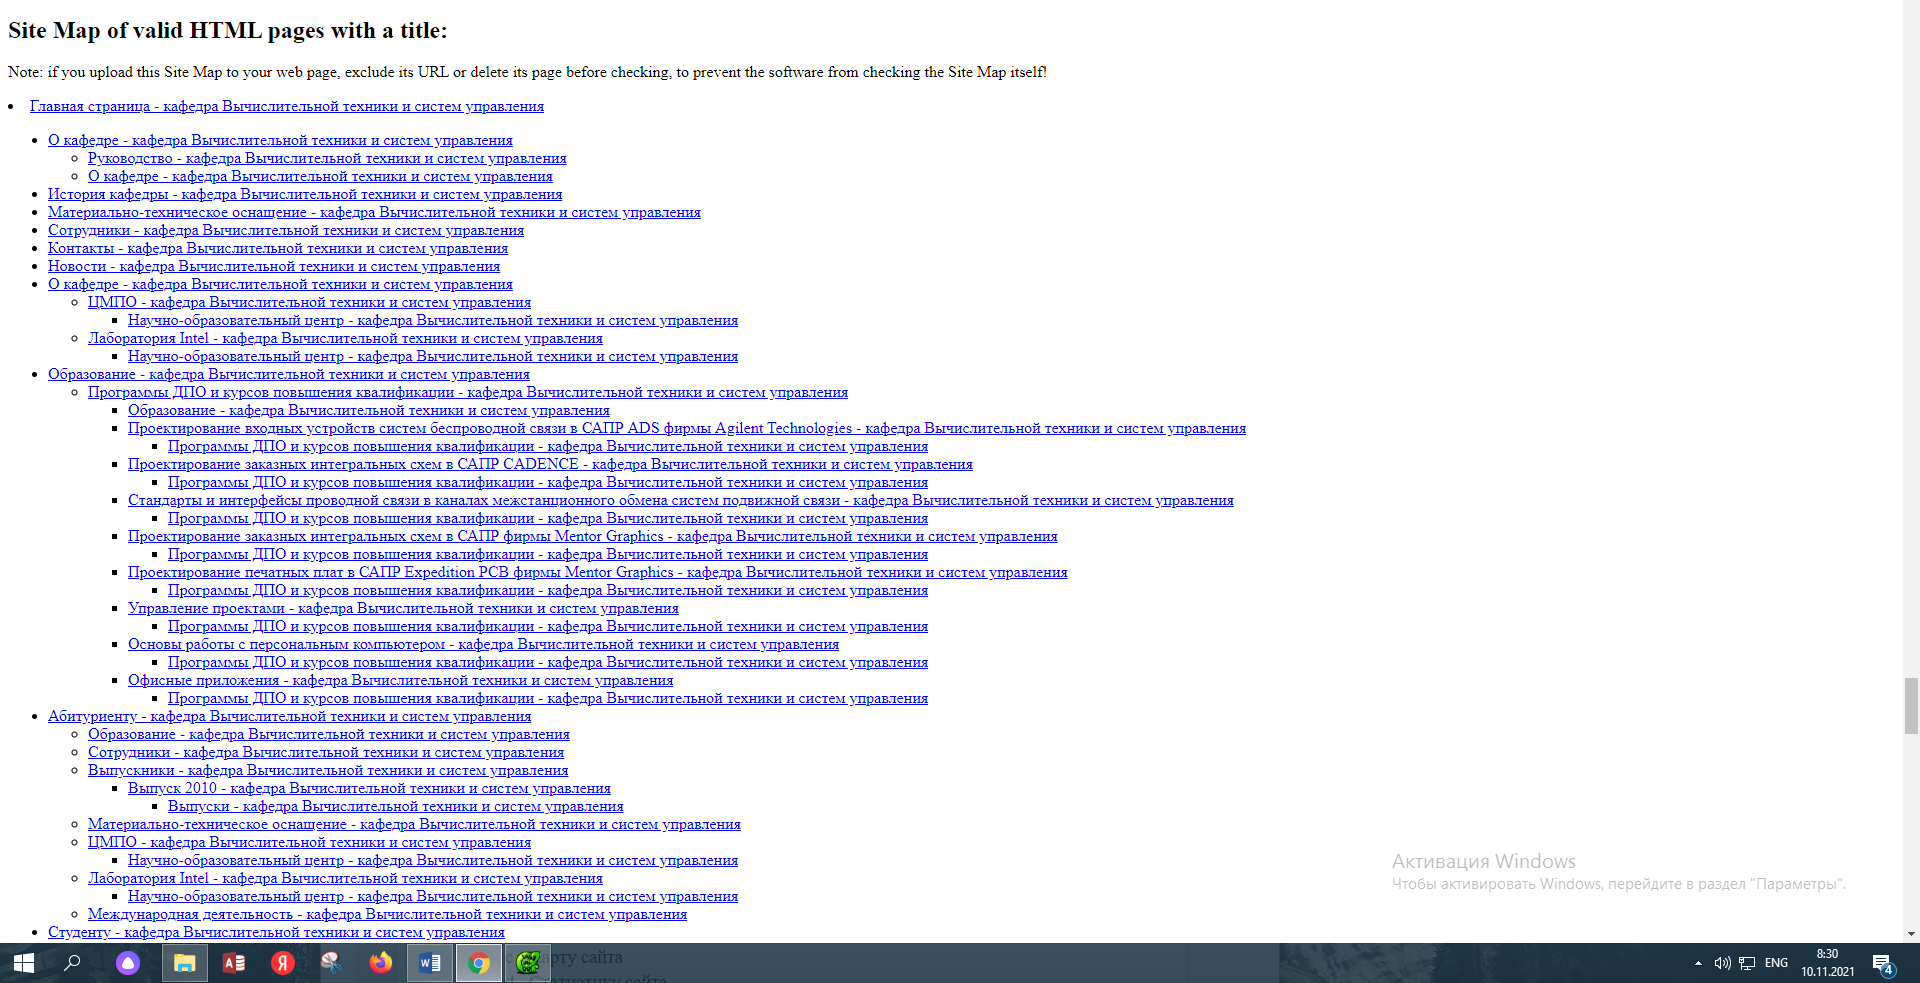 Site Map of valid HTML pages with a title:
Note: if you upload this Site Map to your web page, exclude its URL or delete its page before checking, to prevent the software from checking the Site Map itself!
Главная страница - кафедра Вычислительной техники и систем управления
О кафедре - кафедра Вычислительной техники и систем управления
Руководство - кафедра Вычислительной техники и систем управления
О кафедре - кафедра Вычислительной техники и систем управления
История кафедры - кафедра Вычислительной техники и систем управления
Материально-техническое оснащение - кафедра Вычислительной техники и систем управления
Сотрудники - кафедра Вычислительной техники и систем управления
Контакты - кафедра Вычислительной техники и систем управления
Новости - кафедра Вычислительной техники и систем управления
О кафедре - кафедра Вычислительной техники и систем управления
ЦМПО - кафедра Вычислительной техники и систем управления
Научно-образовательный центр - кафедра Вычислительной техники и систем управления
Лаборатория Intel - кафедра Вычислительной техники и систем управления
Научно-образовательный центр - кафедра Вычислительной техники и систем управления
Образование - кафедра Вычислительной техники и систем управления
Программы ДПО и курсов повышения квалификации - кафедра Вычислительной техники и систем управления
Образование - кафедра Вычислительной техники и систем управления
Проектирование входных устройств систем беспроводной связи в САПР ADS фирмы Agilent Technologies - кафедра Вычислительной техники и систем управления
Программы ДПО и курсов повышения квалификации - кафедра Вычислительной техники и систем управления
Проектирование заказных интегральных схем в САПР CADENCE - кафедра Вычислительной техники и систем управления
Программы ДПО и курсов повышения квалификации - кафедра Вычислительной техники и систем управления
Стандарты и интерфейсы проводной связи в каналах межстанционного обмена систем подвижной связи - кафедра Вычислительной техники и систем управления
Программы ДПО и курсов повышения квалификации - кафедра Вычислительной техники и систем управления
Проектирование заказных интегральных схем в САПР фирмы Mentor Graphics - кафедра Вычислительной техники и систем управления
Программы ДПО и курсов повышения квалификации - кафедра Вычислительной техники и систем управления
Проектирование печатных плат в САПР Expedition PCB фирмы Mentor Graphics - кафедра Вычислительной техники и систем управления
Программы ДПО и курсов повышения квалификации - кафедра Вычислительной техники и систем управления
Управление проектами - кафедра Вычислительной техники и систем управления
Программы ДПО и курсов повышения квалификации - кафедра Вычислительной техники и систем управления
Основы работы с персональным компьютером - кафедра Вычислительной техники и систем управления
Программы ДПО и курсов повышения квалификации - кафедра Вычислительной техники и систем управления
Офисные приложения - кафедра Вычислительной техники и систем управления
Программы ДПО и курсов повышения квалификации - кафедра Вычислительной техники и систем управления
Абитуриенту - кафедра Вычислительной техники и систем управления
Образование - кафедра Вычислительной техники и систем управления
Сотрудники - кафедра Вычислительной техники и систем управления
Выпускники - кафедра Вычислительной техники и систем управления
Выпуск 2010 - кафедра Вычислительной техники и систем управления
Выпуски - кафедра Вычислительной техники и систем управления
Материально-техническое оснащение - кафедра Вычислительной техники и систем управления
ЦМПО - кафедра Вычислительной техники и систем управления
Научно-образовательный центр - кафедра Вычислительной техники и систем управления
Лаборатория Intel - кафедра Вычислительной техники и систем управления
Научно-образовательный центр - кафедра Вычислительной техники и систем управления
Международная деятельность - кафедра Вычислительной техники и систем управления
Студенту - кафедра Вычислительной техники и систем управления
Активация Windows
Чтобы активировать Windows, перейдите в раздел "Параметры".
сайта
ENG
8:30
10.11.2021
4